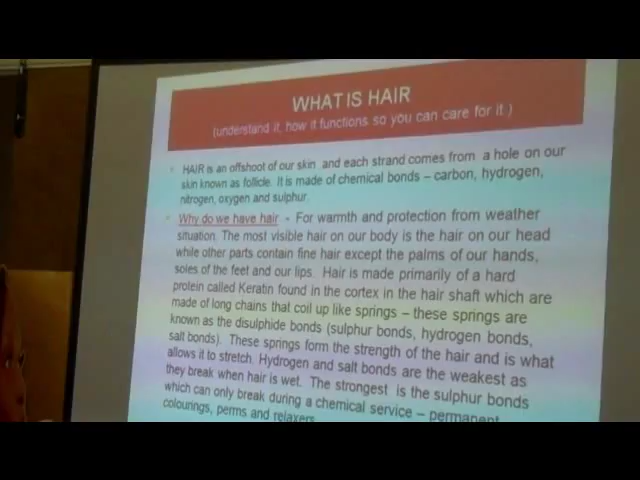 WHAT IS HAIR
(understand it, how it functions so you can care for it.)
HAIR is an offshoot of our skin and each strand comes from a hole on our
skin known as follicle. It is made of chemical bonds – carbon, hydrogen,
nitrogen, oxygen and sulphur.
Why do we have hair - For warmth and protection from weather
situation. The most visible hair on our body is the hair on our head
while other parts contain fine hair except the palms of our hands,
soles of the feet and our lips. Hair is made primarily of a hard
protein called Keratin found in the cortex in the hair shaft which are
made of long chains that coil up like springs – these springs are
known as the disulphide bonds (sulphur bonds, hydrogen bonds,
salt bonds). These springs form the strength of the hair and is what
allows it to stretch. Hydrogen and salt bonds are the weakest as
they break when hair is wet. The strongest is the sulphur bonds
which can only break during a chemical service – permanent
colourings, perms and relaxers